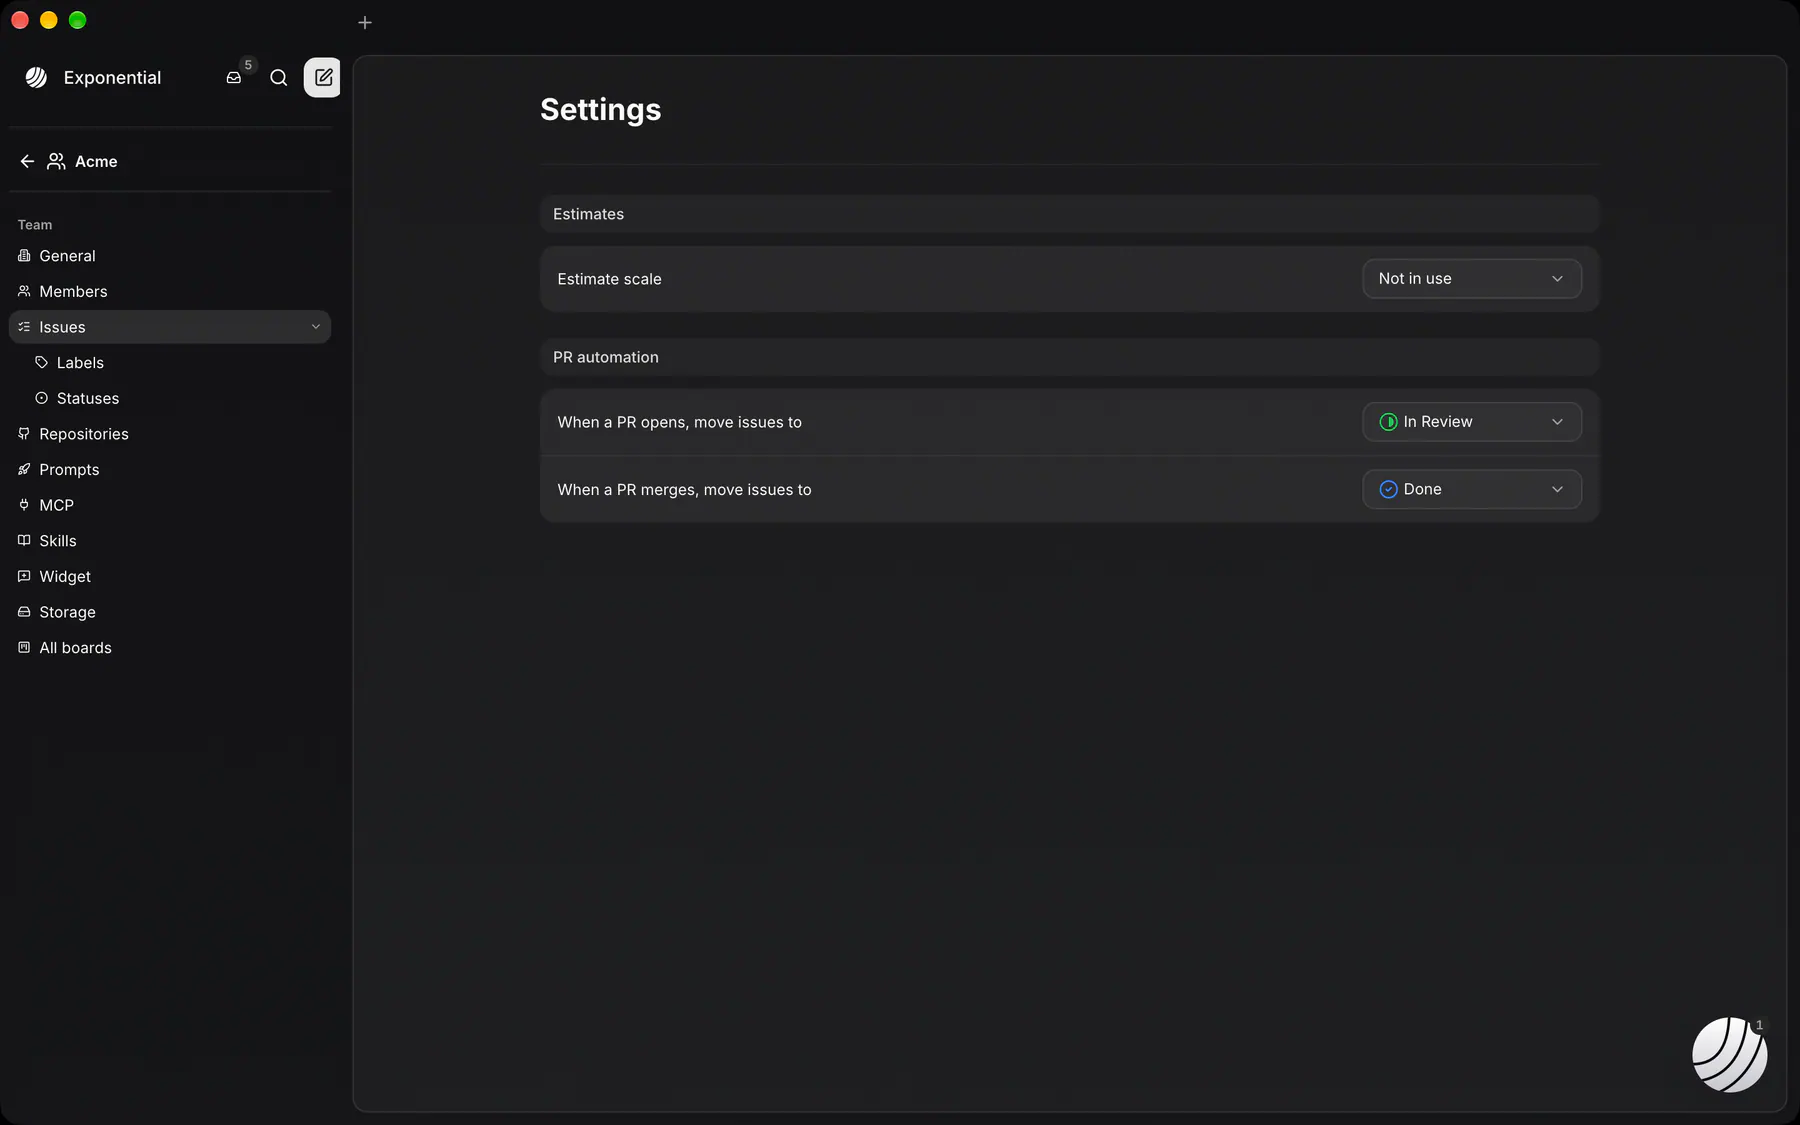 Exponential
5
Acme
Team
General
Members
Issues
Labels
Statuses
Repositories
Prompts
MCP
Skills
Widget
Storage
All boards
Settings
Estimates
Estimate scale
Not in use
PR automation
When a PR opens, move issues to
In Review
When a PR merges, move issues to
Done
1